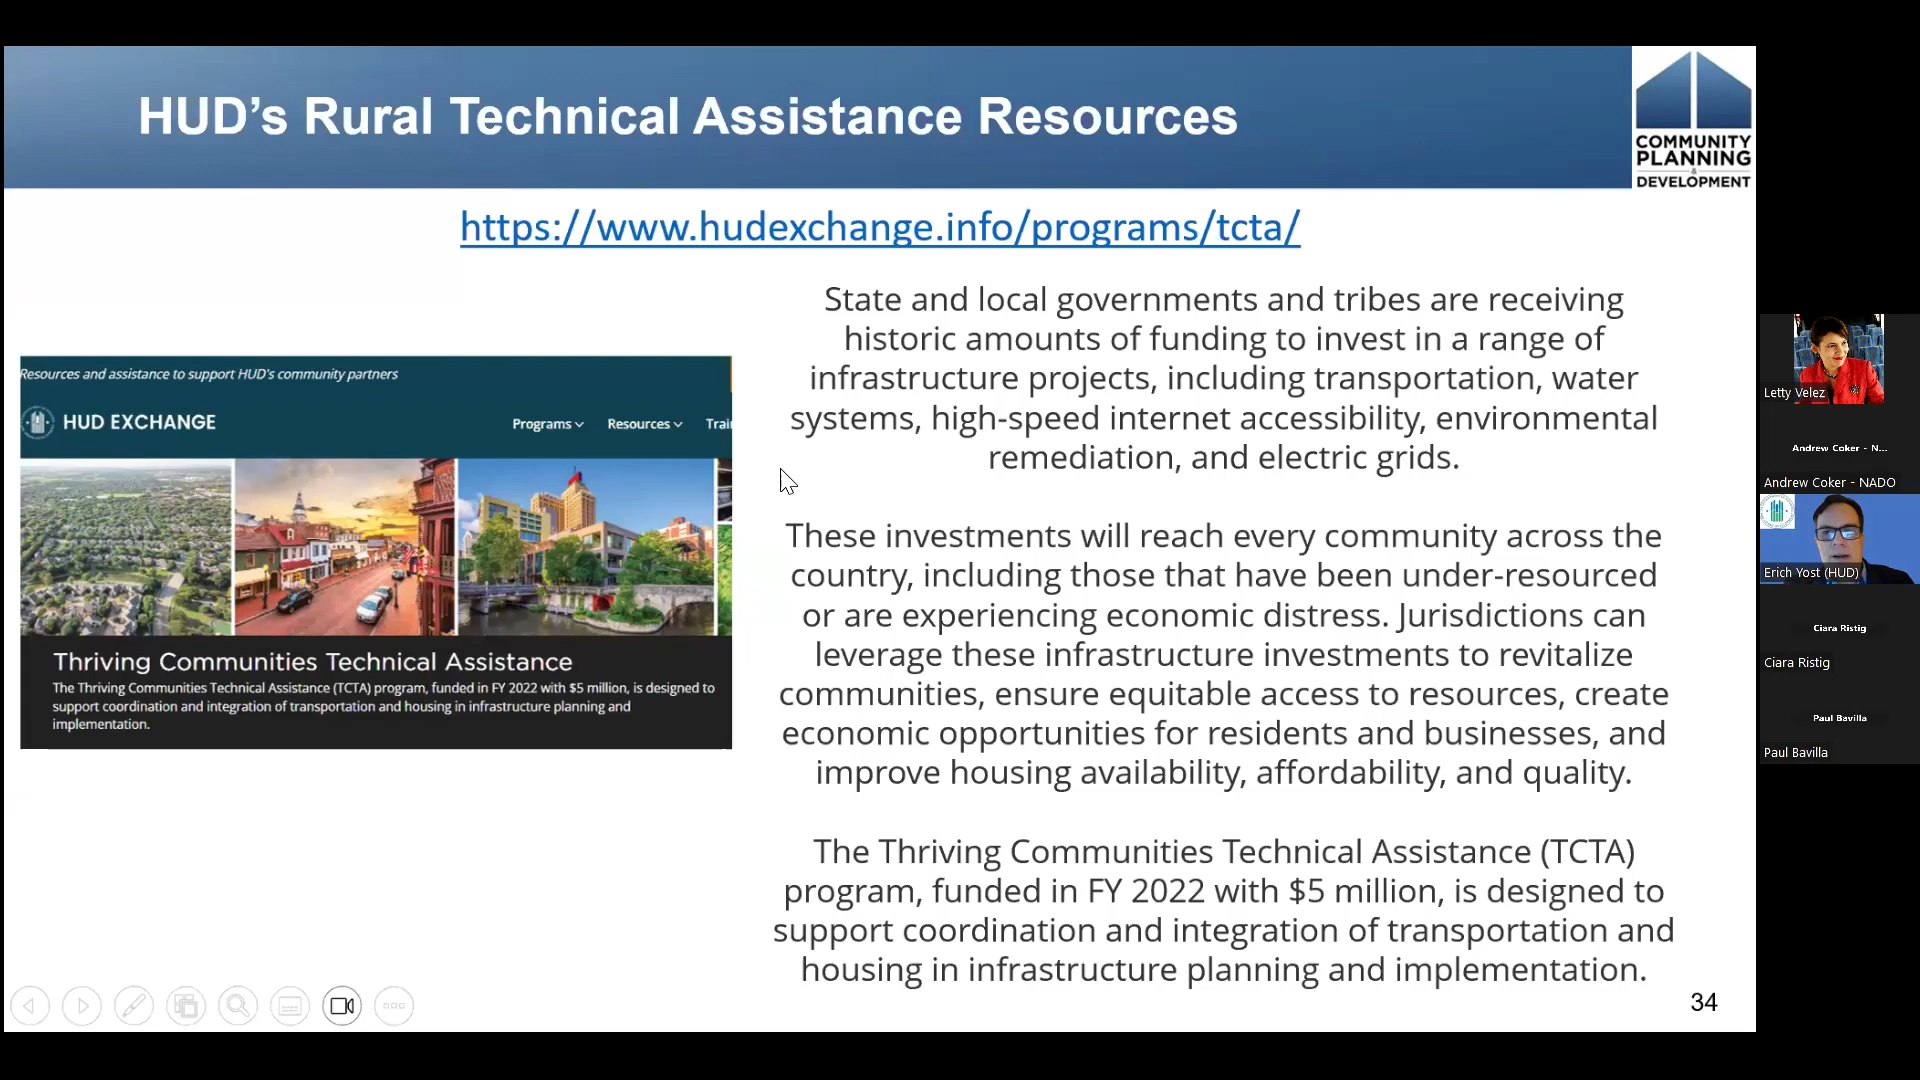 HUD's Rural Technical Assistance Resources
COMMUNITY
PLANNING
&
DEVELOPMENT
https://www.hudexchange.info/programs/tcta/
Resources and assistance to support HUD's community partners
HUD EXCHANGE
Programs
Resources
Trai
Thriving Communities Technical Assistance
The Thriving Communities Technical Assistance (TCTA) program, funded in FY 2022 with $5 million, is designed to
support coordination and integration of transportation and housing in infrastructure planning and
implementation.
State and local governments and tribes are receiving
historic amounts of funding to invest in a range of
infrastructure projects, including transportation, water
systems, high-speed internet accessibility, environmental
remediation, and electric grids.
These investments will reach every community across the
country, including those that have been under-resourced
or are experiencing economic distress. Jurisdictions can
leverage these infrastructure investments to revitalize
communities, ensure equitable access to resources, create
economic opportunities for residents and businesses, and
improve housing availability, affordability, and quality.
The Thriving Communities Technical Assistance (TCTA)
program, funded in FY 2022 with $5 million, is designed to
support coordination and integration of transportation and
housing in infrastructure planning and implementation.
34
Letty Velez
Andrew Coker - N...
Andrew Coker - NADO
Erich Yost (HUD)
Ciara Ristig
Ciara Ristig
Paul Bavilla
Paul Bavilla